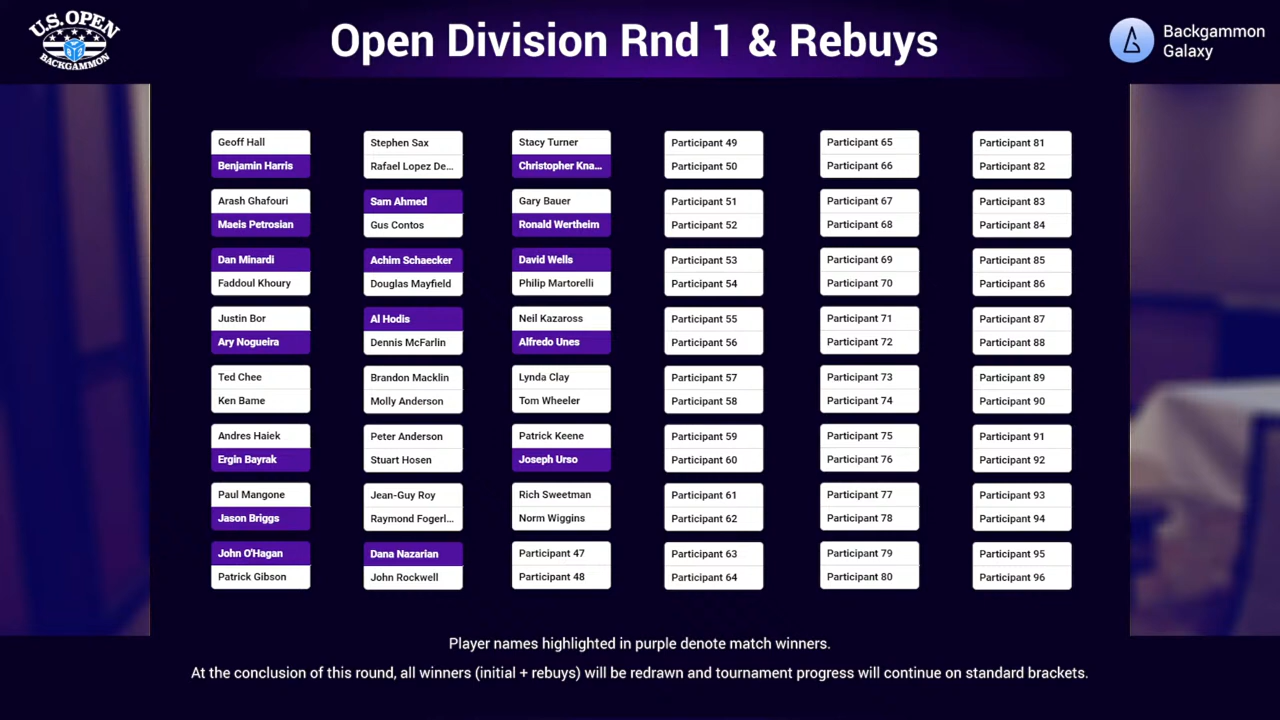 U.S. OPEN
BACKGAMMON
Open Division Rnd 1 & Rebuys
Backgammon
Galaxy
Geoff Hall
Benjamin Harris
Arash Ghafouri
Maeis Petrosian
Dan Minardi
Faddoul Khoury
Justin Bor
Ary Nogueira
Ted Chee
Ken Bame
Andres Haiek
Ergin Bayrak
Paul Mangone
Jason Briggs
John O'Hagan
Patrick Gibson
Stephen Sax
Rafael Lopez De...
Sam Ahmed
Gus Contos
Achim Schaecker
Douglas Mayfield
Al Hodis
Dennis McFarlin
Brandon Macklin
Molly Anderson
Peter Anderson
Stuart Hosen
Jean-Guy Roy
Raymond Fogerl...
Dana Nazarian
John Rockwell
Stacy Turner
Christopher Kna...
Gary Bauer
Ronald Wertheim
David Wells
Philip Martorelli
Neil Kazaross
Alfredo Unes
Lynda Clay
Tom Wheeler
Patrick Keene
Joseph Urso
Rich Sweetman
Norm Wiggins
Participant 47
Participant 48
Participant 49
Participant 50
Participant 51
Participant 52
Participant 53
Participant 54
Participant 55
Participant 56
Participant 57
Participant 58
Participant 59
Participant 60
Participant 61
Participant 62
Participant 63
Participant 64
Participant 65
Participant 66
Participant 67
Participant 68
Participant 69
Participant 70
Participant 71
Participant 72
Participant 73
Participant 74
Participant 75
Participant 76
Participant 77
Participant 78
Participant 79
Participant 80
Participant 81
Participant 82
Participant 83
Participant 84
Participant 85
Participant 86
Participant 87
Participant 88
Participant 89
Participant 90
Participant 91
Participant 92
Participant 93
Participant 94
Participant 95
Participant 96
Player names highlighted in purple denote match winners.
At the conclusion of this round, all winners (initial + rebuys) will be redrawn and tournament progress will continue on standard brackets.